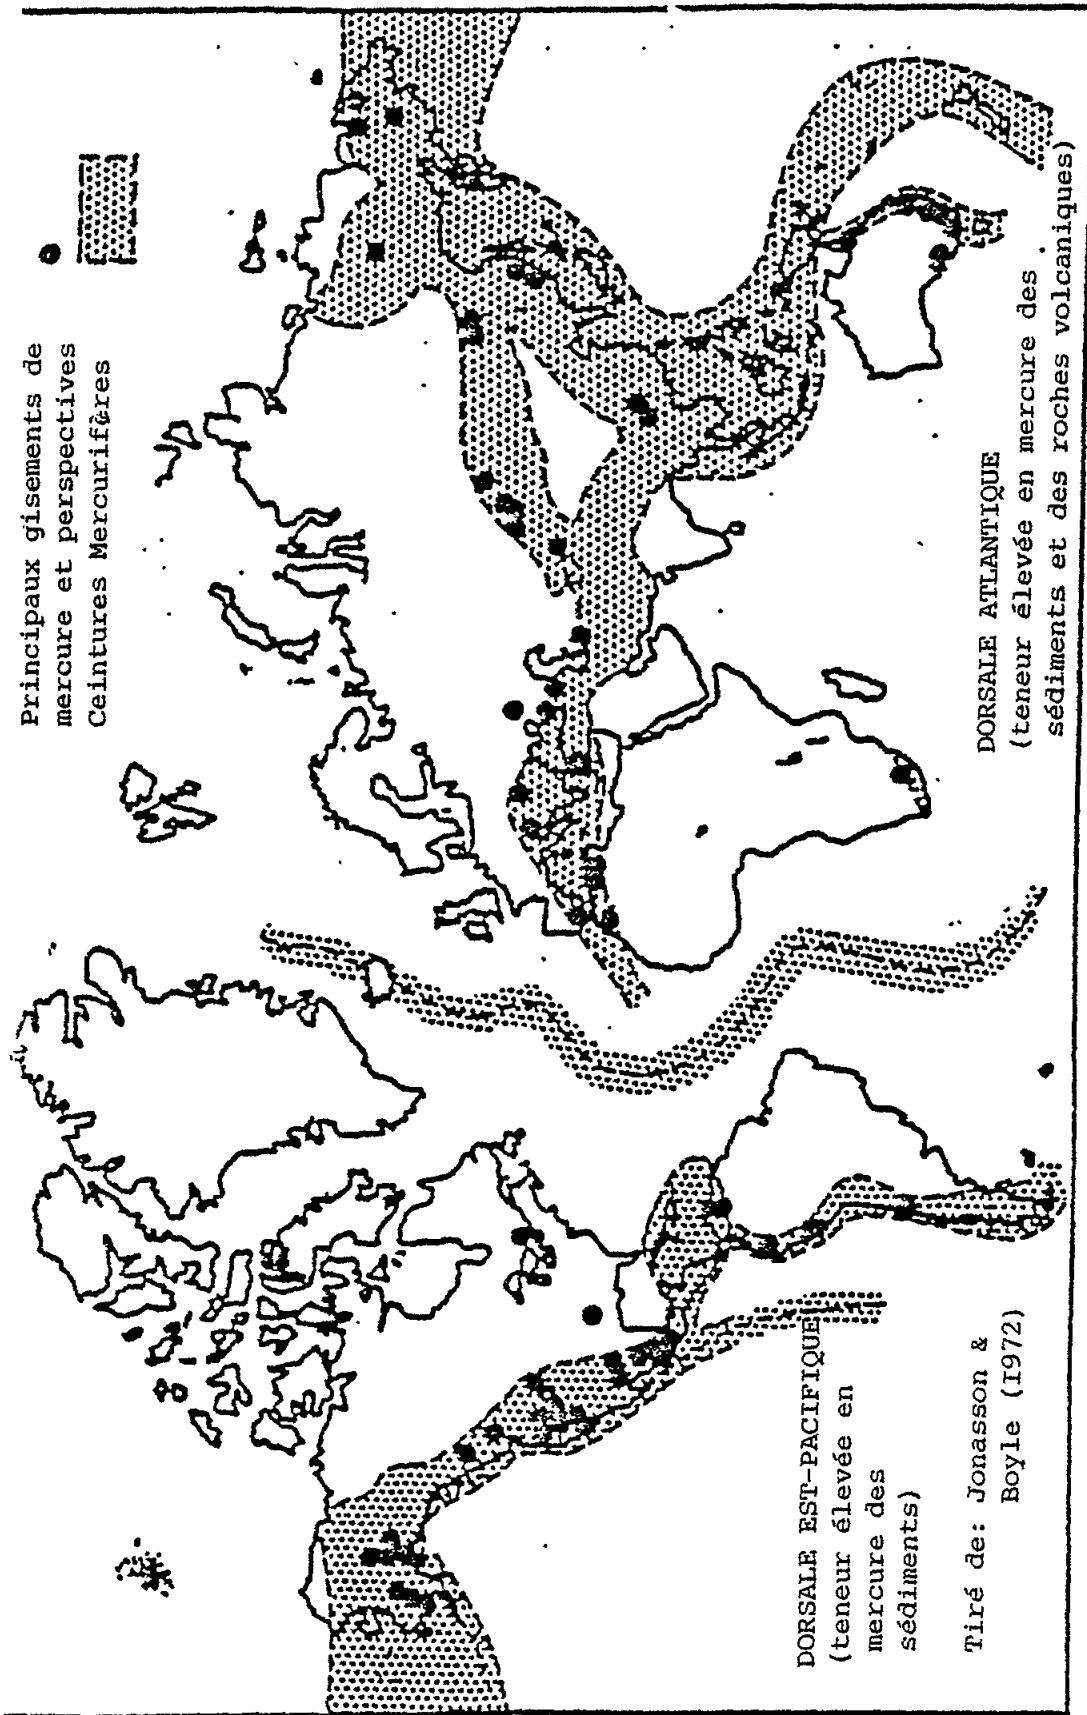 Principaux gisements de
mercure et perspectives
Ceintures Mercurifères
DORSALE ATLANTIQUE
(teneur élevée en mercure des
sédiments et des roches volcaniques)
DORSALE EST-PACIFIQUE
(teneur élevée en
mercure des
sédiments)
Tiré de: Jonasson &
Boyle (I972)